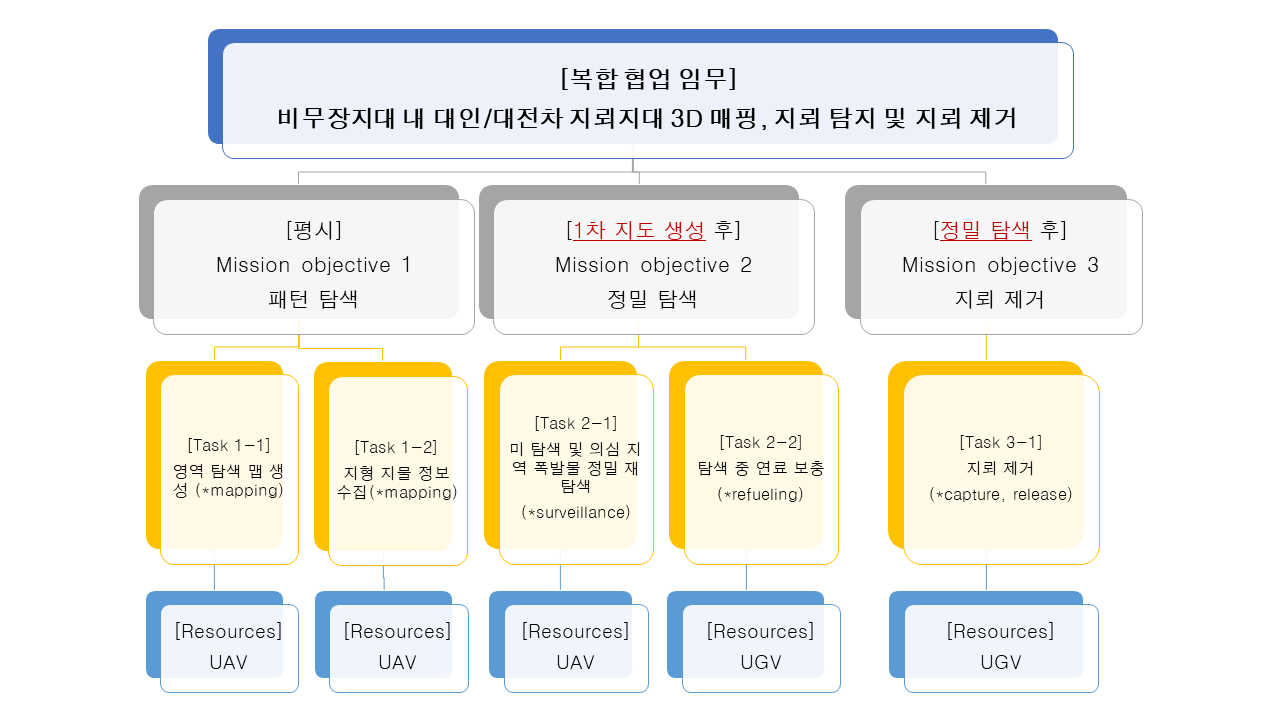 [복합 협업 임무]
비무장지대 내 대인/대전차 지뢰지대 3D 매핑, 지뢰 탐지 및 지뢰 제거
[평시]
Mission objective 1
패턴 탐색
[1차 지도 생성 후]
Mission objective 2
정밀 탐색
[정밀 탐색 후]
Mission objective 3
지뢰 제거
[Task 1-1]
영역 탐색 맵 생
성 (*mapping)
[Task 1-2]
지형 지물 정보
수집(*mapping)
[Task 2-1]
미 탐색 및 의심 지
역 폭발물 정밀 재
탐색
(*surveillance)
[Task 2-2]
탐색 중 연료 보충
(*refueling)
[Task 3-1]
지뢰 제거
(*capture, release)
[Resources]
UAV
[Resources]
UAV
[Resources]
UAV
[Resources]
UGV
[Resources]
UGV